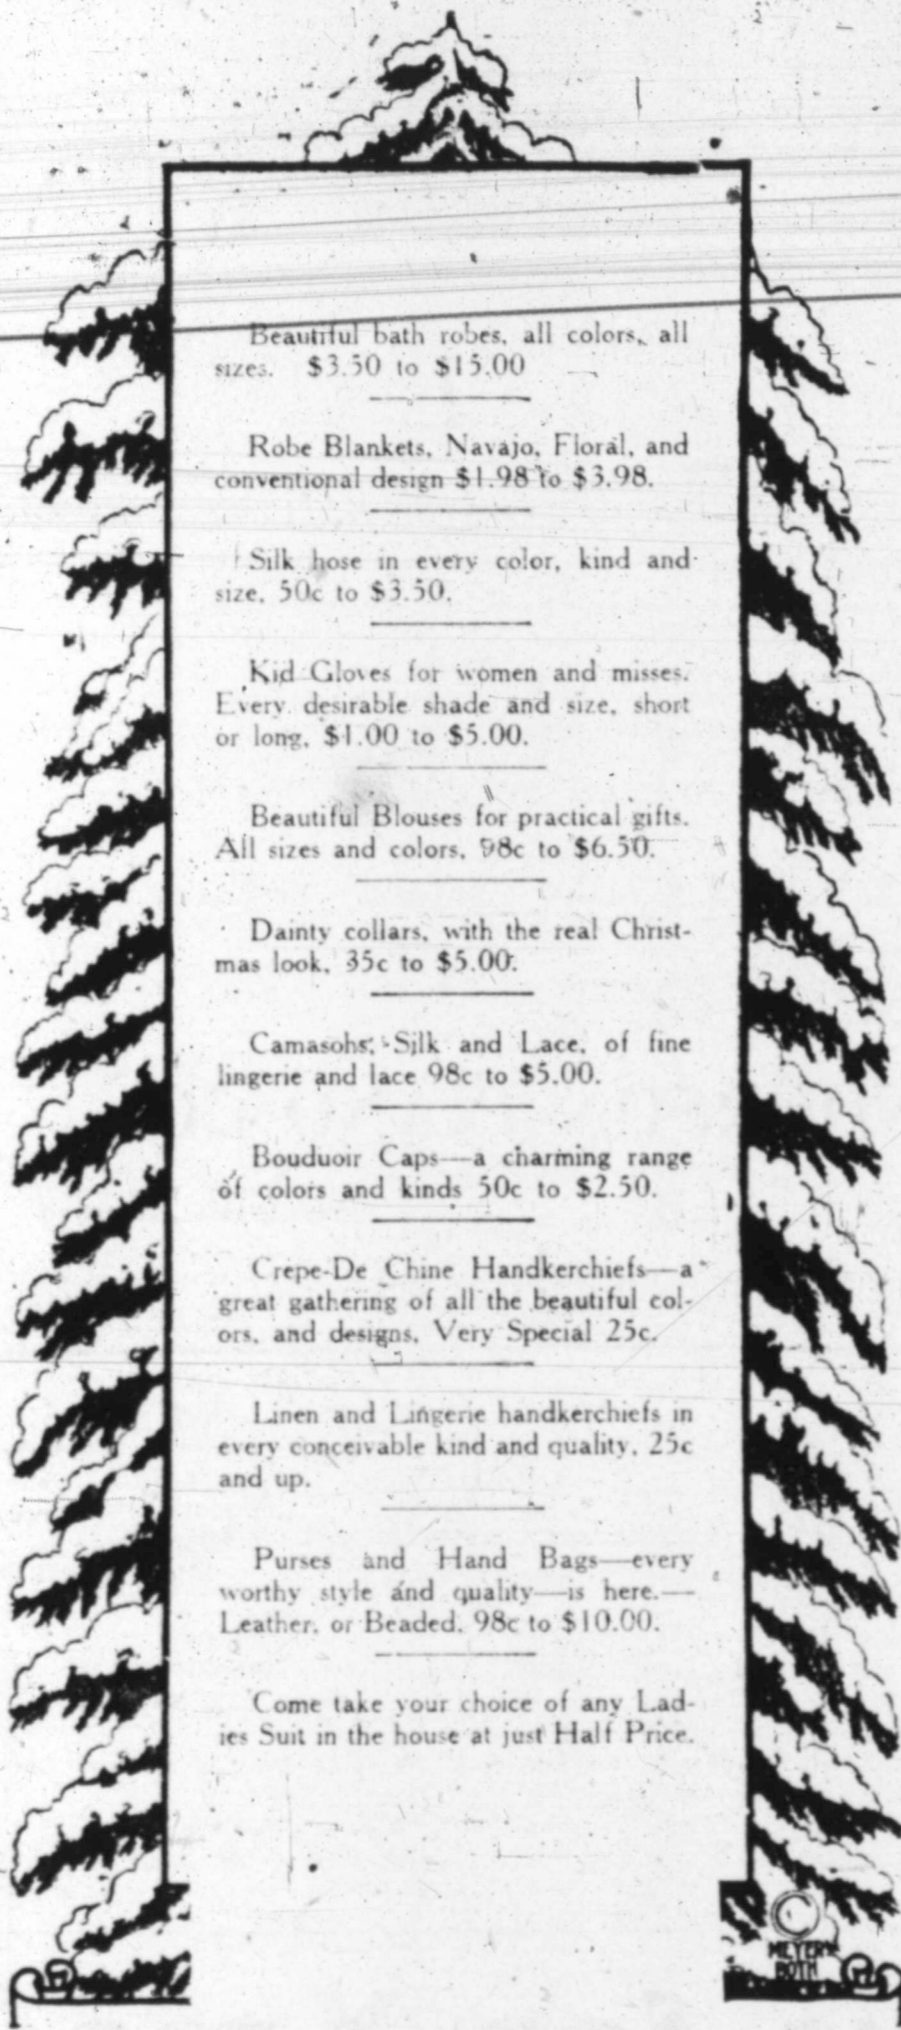 Beautiful bath robes, all colors, all
sizes. $3.50 to $15.00
Robe Blankets, Navajo, Floral, and
conventional design $1.98 to $3.98.
Silk hose in every color, kind and
size, 50c to $3.50.
Kid Gloves for women and misses.
Every desirable shade and size, short
or long, $1.00 to $5.00.
Beautiful Blouses for practical gifts.
All sizes and colors, 98c to $6.50.
Dainty collars, with the real Christ-
mas look, 35c to $5.00.
Camasohs, Silk and Lace, of fine
lingerie and lace 98c to $5.00.
Bouduoir Caps—a charming range
of colors and kinds 50c to $2.50.
Crepe-De Chine Handkerchiefs—a
great gathering of all the beautiful col-
ors, and designs, Very Special 25c.
Linen and Lingerie handkerchiefs in
every conceivable kind and quality, 25c
and up.
Purses and Hand Bags—every
worthy style and quality—is here.—
Leather, or Beaded, 98c to $10.00.
Come take your choice of any Lad-
ies Suit in the house at just Half Price.
MEYER
BOTH